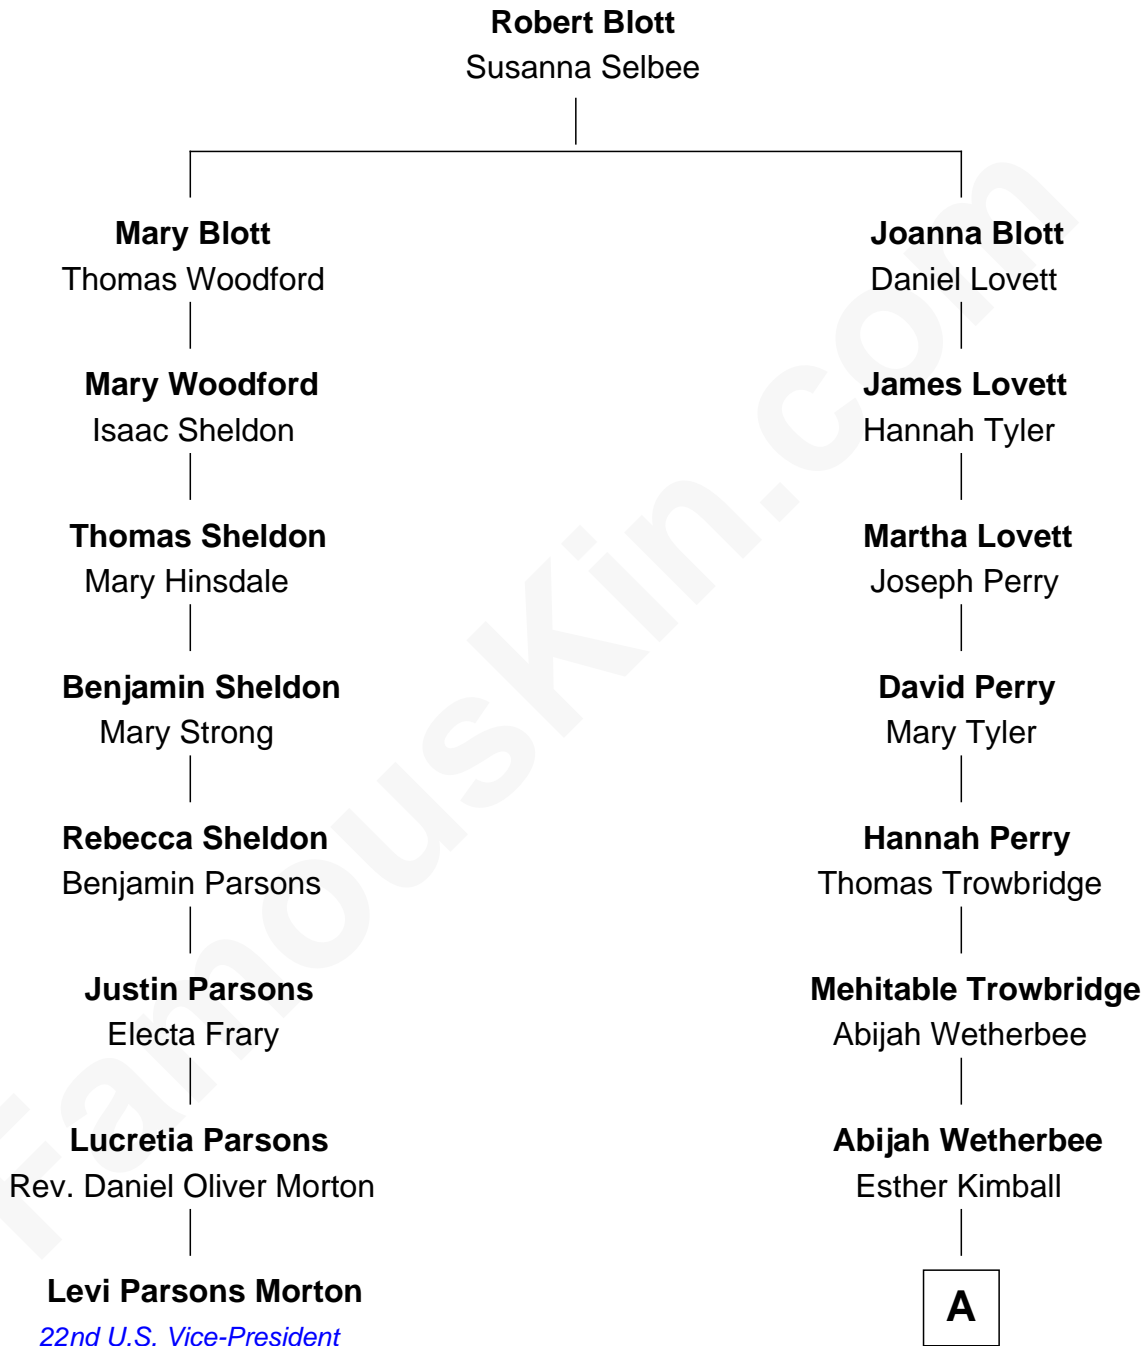 Robert Blott
Susanna Selbee
Mary Blott
Thomas Woodford
Joanna Blott
Daniel Lovett
Mary Woodford
Isaac Sheldon
James Lovett
Hannah Tyler
Thomas Sheldon
Mary Hinsdale
Martha Lovett
Joseph Perry
Benjamin Sheldon
Mary Strong
David Perry
Mary Tyler
Rebecca Sheldon
Benjamin Parsons
Hannah Perry
Thomas Trowbridge
Justin Parsons
Electa Frary
Mehitable Trowbridge
Abijah Wetherbee
Lucretia Parsons
Rev. Daniel Oliver Morton
Abijah Wetherbee
Esther Kimball
Levi Parsons Morton
22nd U.S. Vice-President
A
FamousKin.com